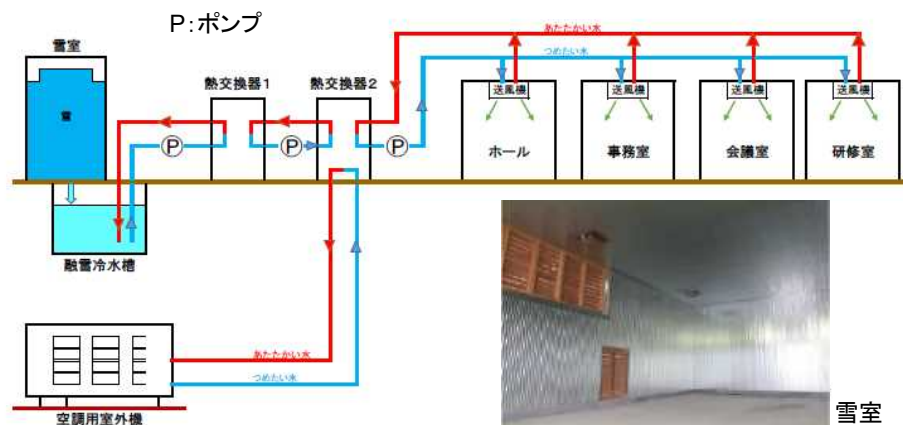 P:ポンプ
雪室
雪
熱交換器1
熱交換器2
あたたかい水
つめたい水
送風機
送風機
送風機
送風機
P
P
P
ホール
事務室
会議室
研修室
融雪冷水槽
あたたかい水
つめたい水
空調用室外機
雪室